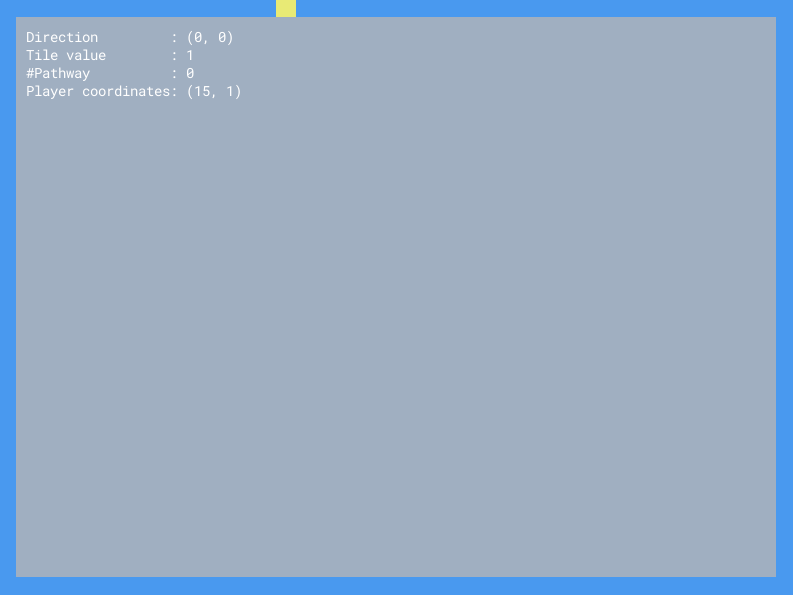 Direction         : (0, 0)
Tile value        : 1
#Pathway          : 0
Player coordinates: (15, 1)